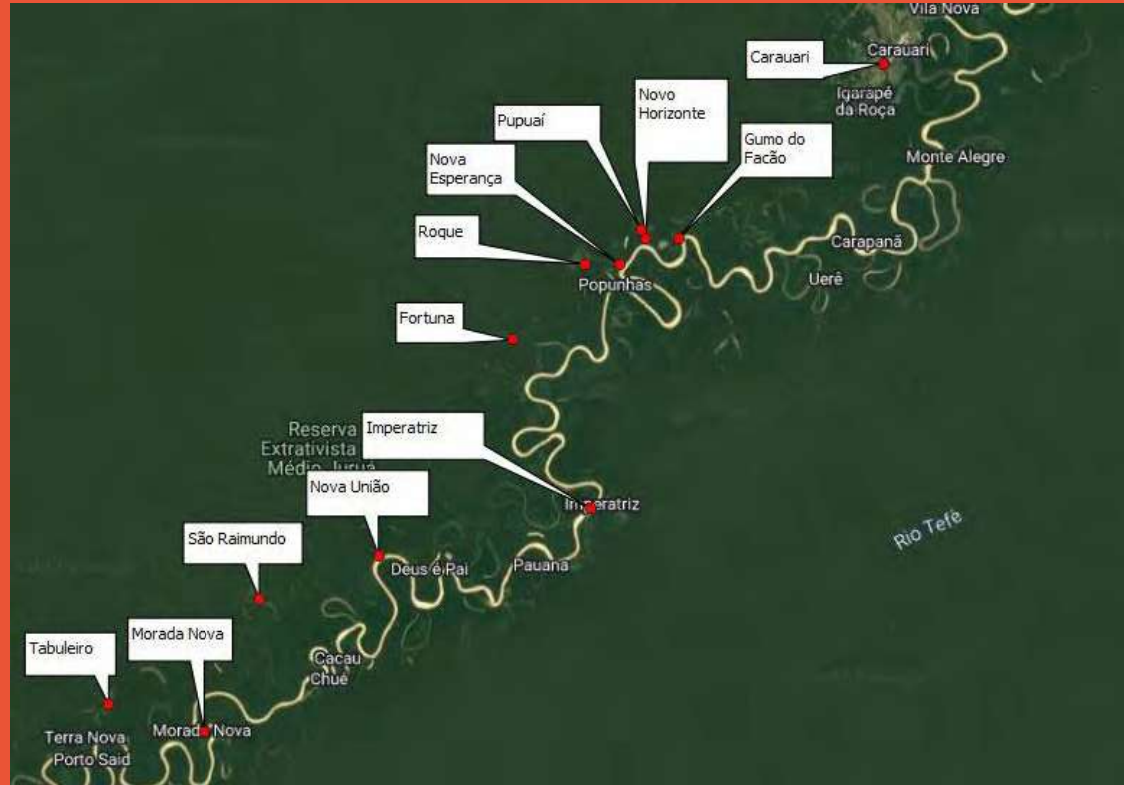 Vila Nova
Carauari
Carauari
Igarapé
da Roça
Novo
Horizonte
Pupuaí
Gumo do
Facão
Nova
Esperança
Monte Alegre
Roque
Carapanã
Uerê
Popunhas
Fortuna
Reserva
Extrativista
Médio Juruá
Imperatriz
Nova União
Imperatriz
São Raimundo
Rio Tefé
Deus é Pai
Pauana
Morada Nova
Tabuleiro
Cacau
Chué
Terra Nova
Morada Nova
Porto Said